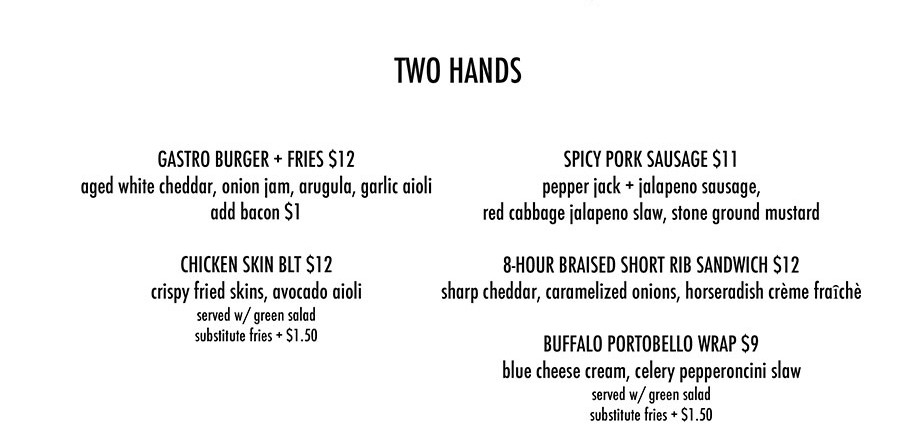 TWO HANDS
GASTRO BURGER + FRIES $12
aged white cheddar, onion jam, arugula, garlic aioli
add bacon $1
CHICKEN SKIN BLT $12
crispy fried skins, avocado aioli
served w/ green salad
substitute fries + $1.50
SPICY PORK SAUSAGE $11
pepper jack + jalapeno sausage,
red cabbage jalapeno slaw, stone ground mustard
8-HOUR BRAISED SHORT RIB SANDWICH $12
sharp cheddar, caramelized onions, horseradish crème fraîchè
BUFFALO PORTOBELLO WRAP $9
blue cheese cream, celery pepperoncini slaw
served w/ green salad
substitute fries + $1.50